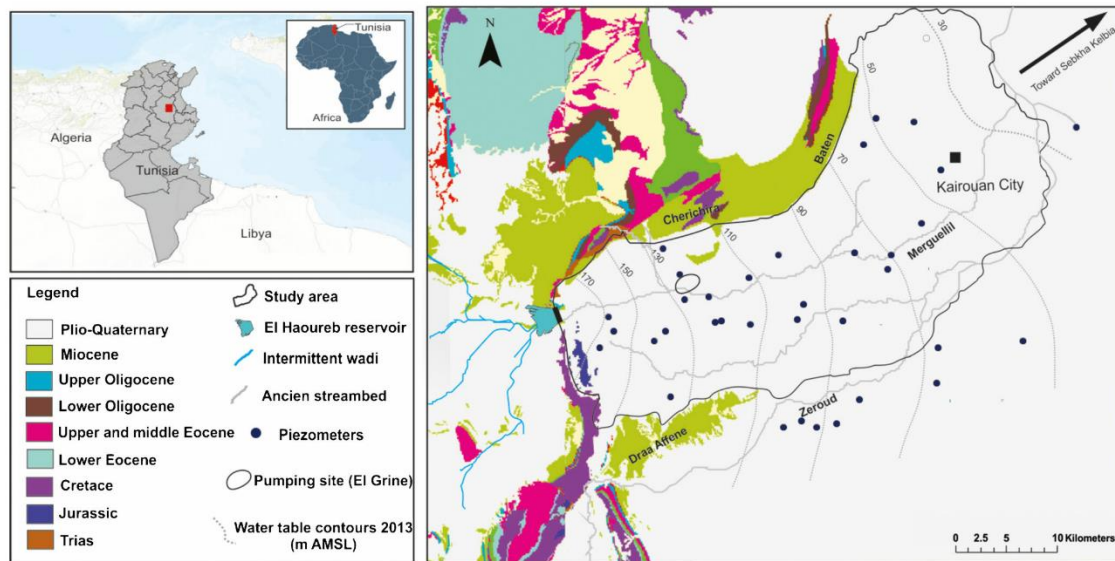 Tunisia
Africa
Algeria
Tunisia
Libya
Legend
Plio-Quaternary
Miocene
Upper Oligocene
Lower Oligocene
Upper and middle Eocene
Lower Eocene
Cretace
Jurassic
Trias
Study area
El Haoureb reservoir
Intermittent wadi
Ancien streambed
Piezometers
Pumping site (El Grine)
Water table contours 2013
(m AMSL)
N
30
50
Toward Sebkha Kelbia
Baten
70
Kairouan City
Cherichira
90
110
Merguellil
130
150
170
Zeroud
Draa Affene
0 2.5 5 10 Kilometers